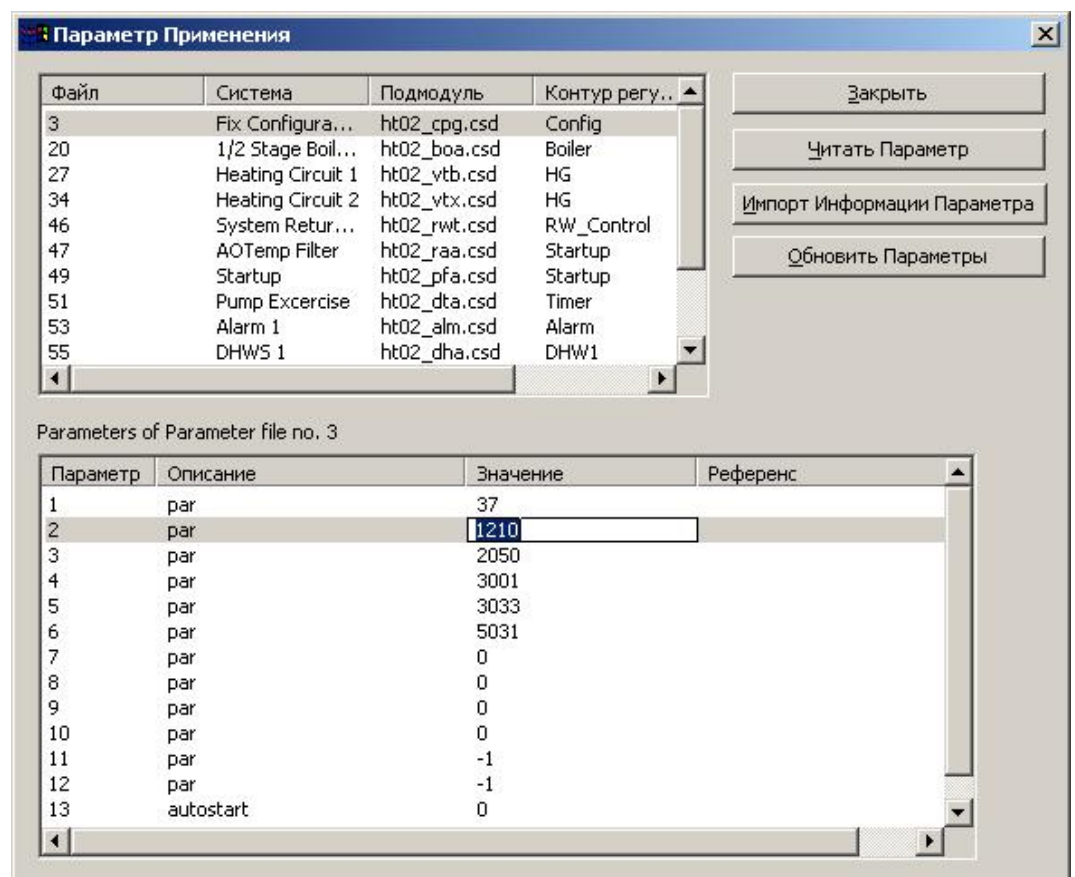 Параметр Применения
Файл Система Подмодуль Контур регу..
3 Fix Configura... ht02_cpg.csd Config
20 1/2 Stage Boil... ht02_boa.csd Boiler
27 Heating Circuit 1 ht02_vtb.csd HG
34 Heating Circuit 2 ht02_vtx.csd HG
46 System Retur... ht02_rwt.csd RW_Control
47 AOTemp Filter ht02_raa.csd Startup
49 Startup ht02_pfa.csd Startup
51 Pump Excercise ht02_dta.csd Timer
53 Alarm 1 ht02_alm.csd Alarm
55 DHWS 1 ht02_dha.csd DHW1
Закрыть
Читать Параметр
Импорт Информации Параметра
Обновить Параметры
Parameters of Parameter file no. 3
Параметр Описание Значение Референс
1 par 37
2 par 1210
3 par 2050
4 par 3001
5 par 3033
6 par 5031
7 par 0
8 par 0
9 par 0
10 par 0
11 par -1
12 par -1
13 autostart 0